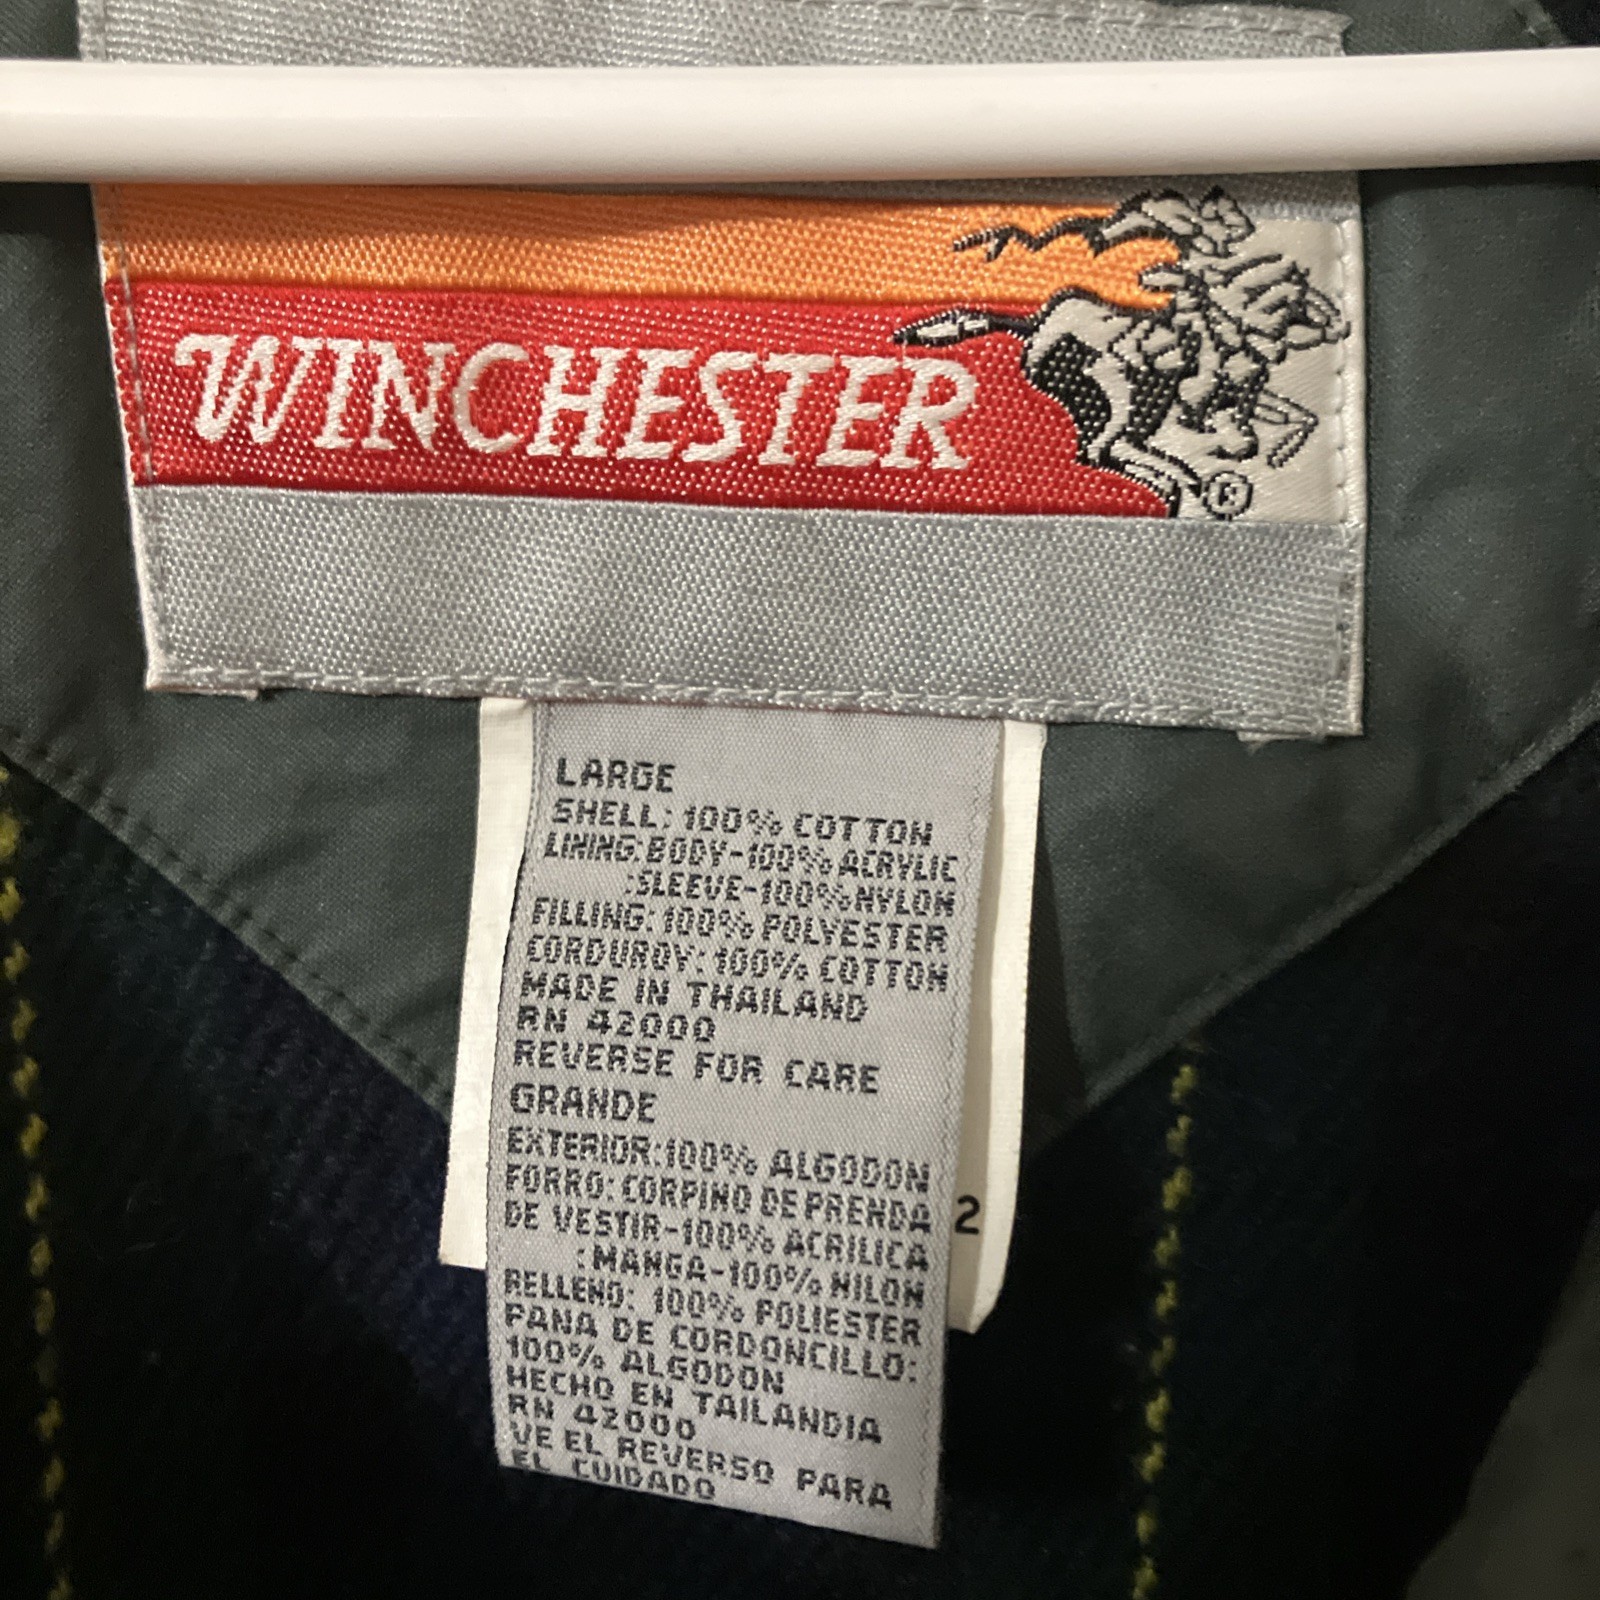 WINCHESTER
®
LARGE
SHELL: 100% COTTON
LINING: BODY-100% ACRYLIC
:SLEEVE-100% NYLON
FILLING: 100% POLYESTER
CORDUROY: 100% COTTON
MADE IN THAILAND
RN 42000
REVERSE FOR CARE
GRANDE
EXTERIOR: 100% ALGODON
FORRO: CORPINO DE PRENDA
DE VESTIR-100% ACRILICA
:MANGA-100% NILON
RELLENO: 100% POLIESTER
PANA DE CORDONCILLO:
100% ALGODON
HECHO EN TAILANDIA
RN 42000
VE EL REVERSO PARA
EL CUIDADO
2